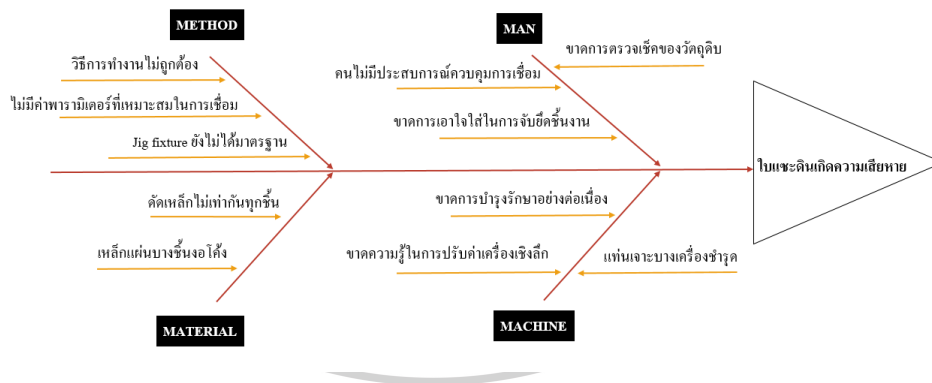 METHOD
MAN
ขาดการตรวจเช็คของวัตถุดิบ
วิธีการทำงานไม่ถูกต้อง
คนไม่มีประสบการณ์ควบคุมการเชื่อม
ไม่มีค่าพารามิเตอร์ที่เหมาะสมในการเชื่อม
ขาดการเอาใจใส่ในการจับยึดชิ้นงาน
Jig fixture ยังไม่ได้มาตรฐาน
ใบแซะดินเกิดความเสียหาย
ดัดเหล็กไม่เท่ากันทุกชิ้น
ขาดการบำรุงรักษาอย่างต่อเนื่อง
เหล็กแผ่นบางชิ้นงอโค้ง
ขาดความรู้ในการปรับค่าเครื่องเชิงลึก
แท่นเจาะบางเครื่องชำรุด
MATERIAL
MACHINE